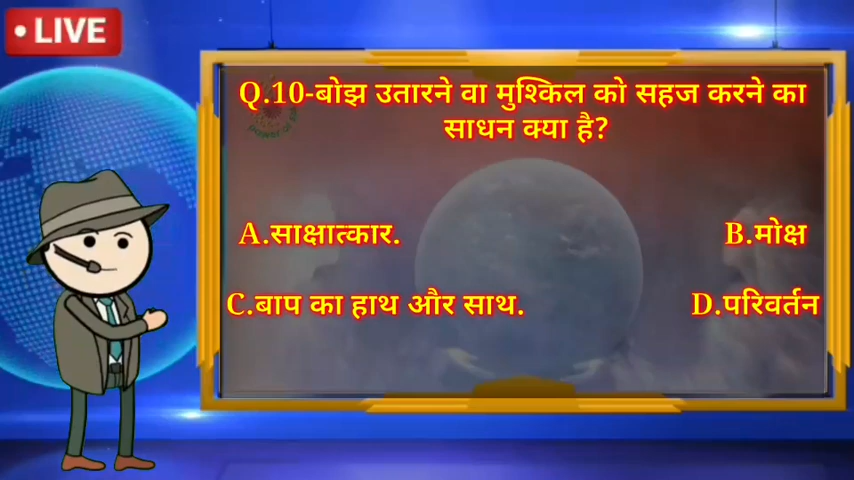 LIVE
Q.10-बोझ उतारने वा मुश्किल को सहज करने का
साधन क्या है?
A.साक्षात्कार.
B.मोक्ष
C.बाप का हाथ और साथ.
D.परिवर्तन